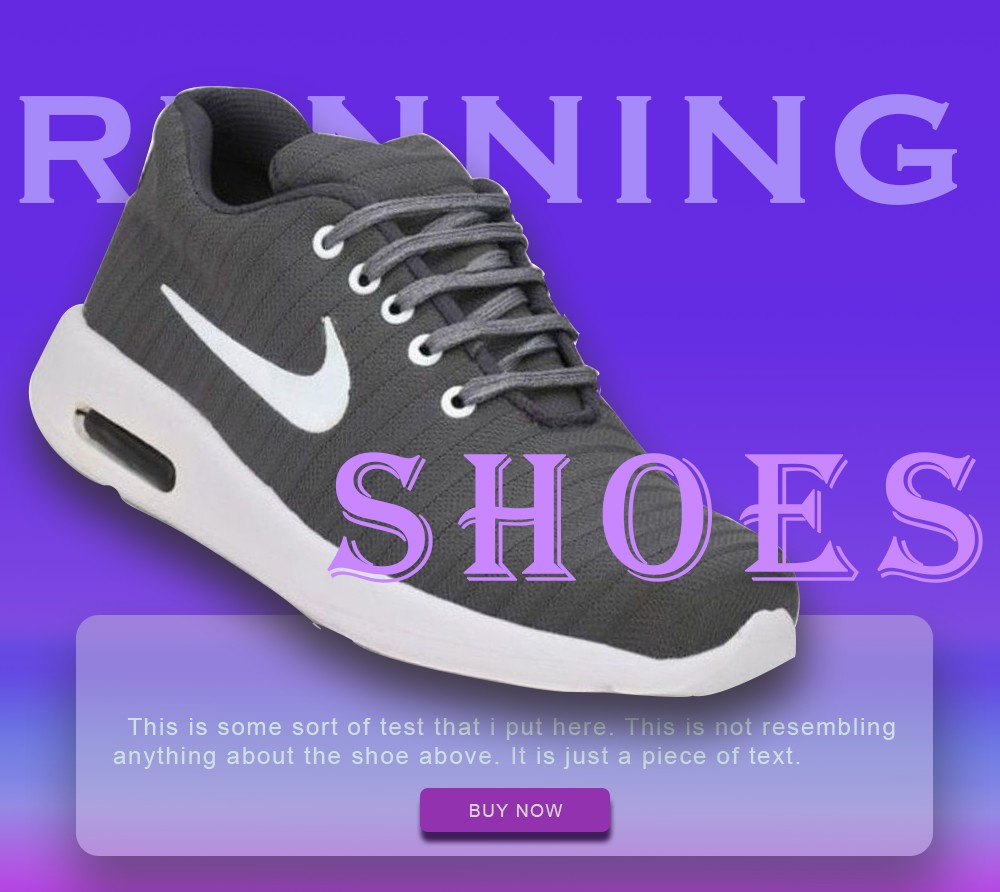 RUNNING
SHOES
This is some sort of test that i put here. This is not resembling
anything about the shoe above. It is just a piece of text.
BUY NOW